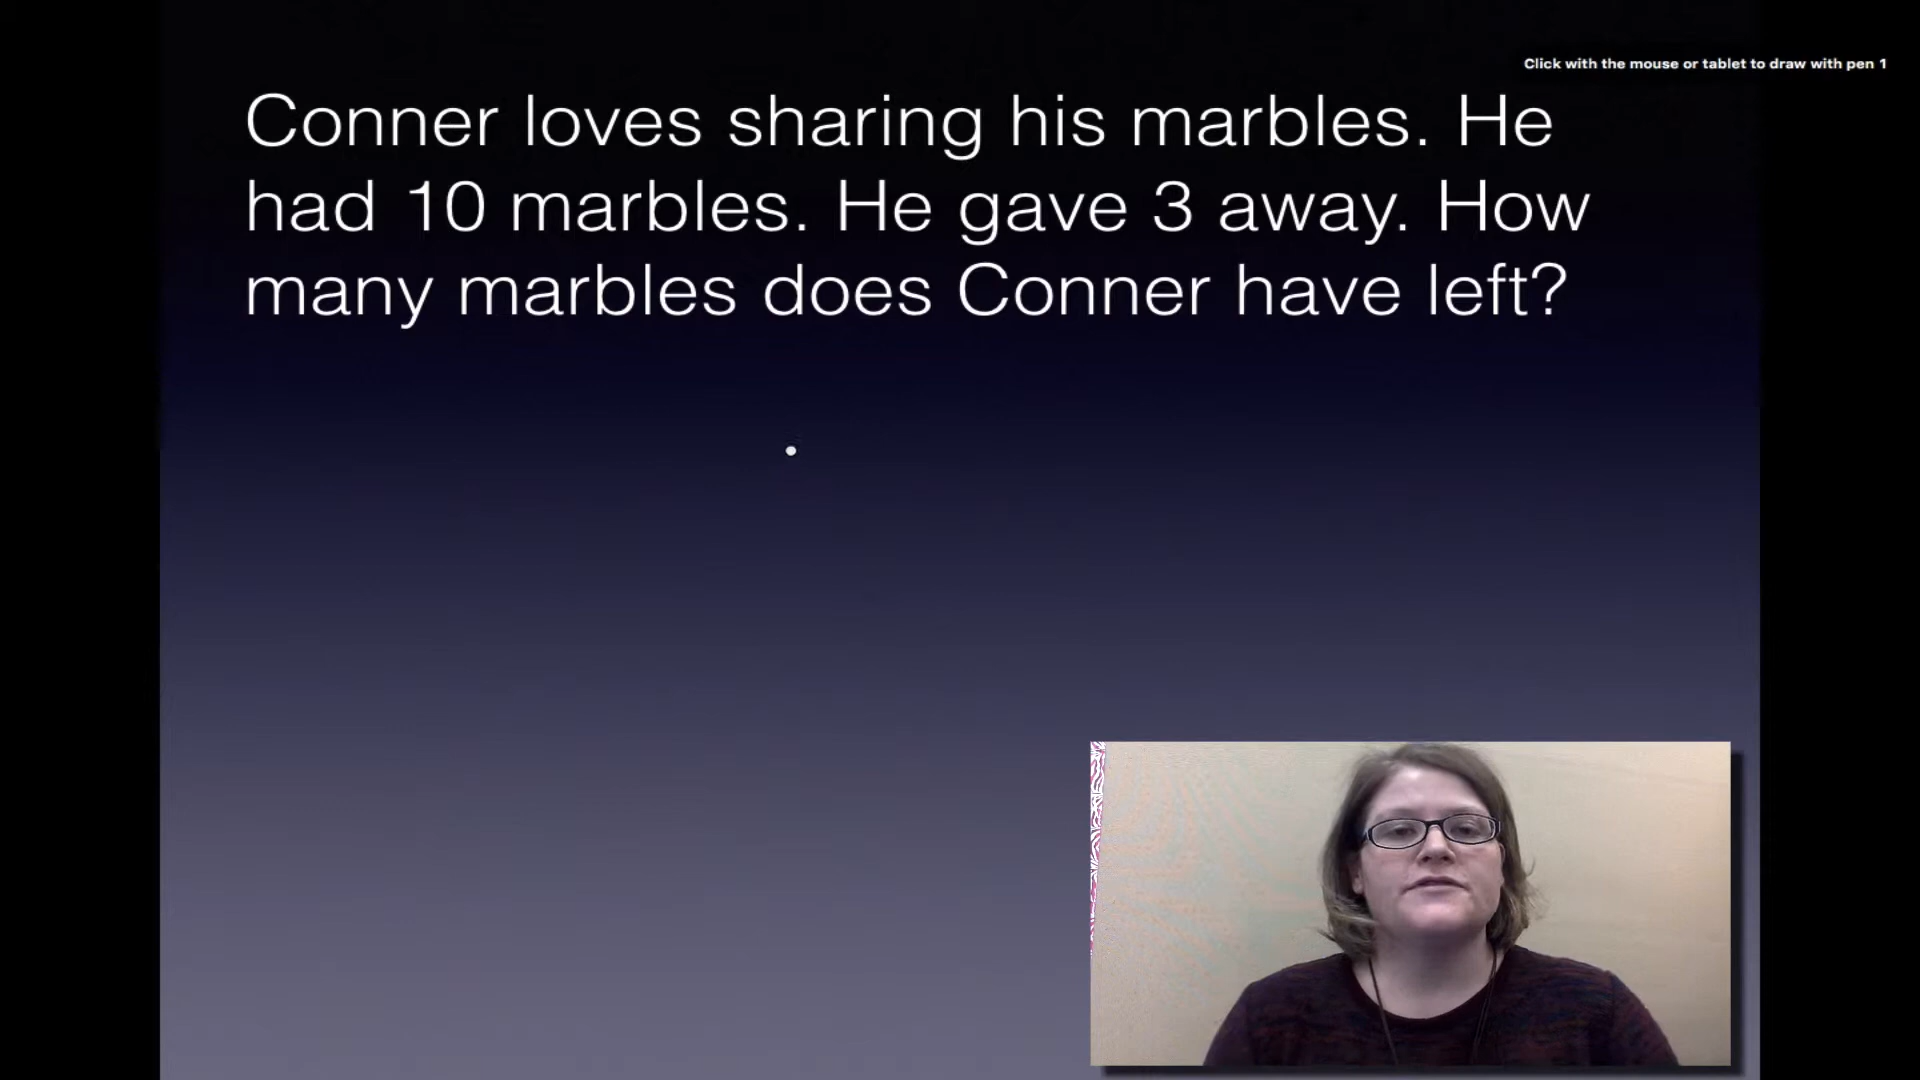 Click with the mouse or tablet to draw with pen 1
Conner loves sharing his marbles. He
had 10 marbles. He gave 3 away. How
many marbles does Conner have left?